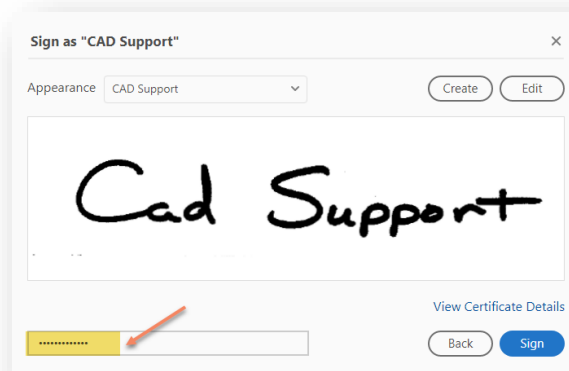 Sign as "CAD Support"
Appearance CAD Support Create Edit
Cad Support
View Certificate Details
Back Sign